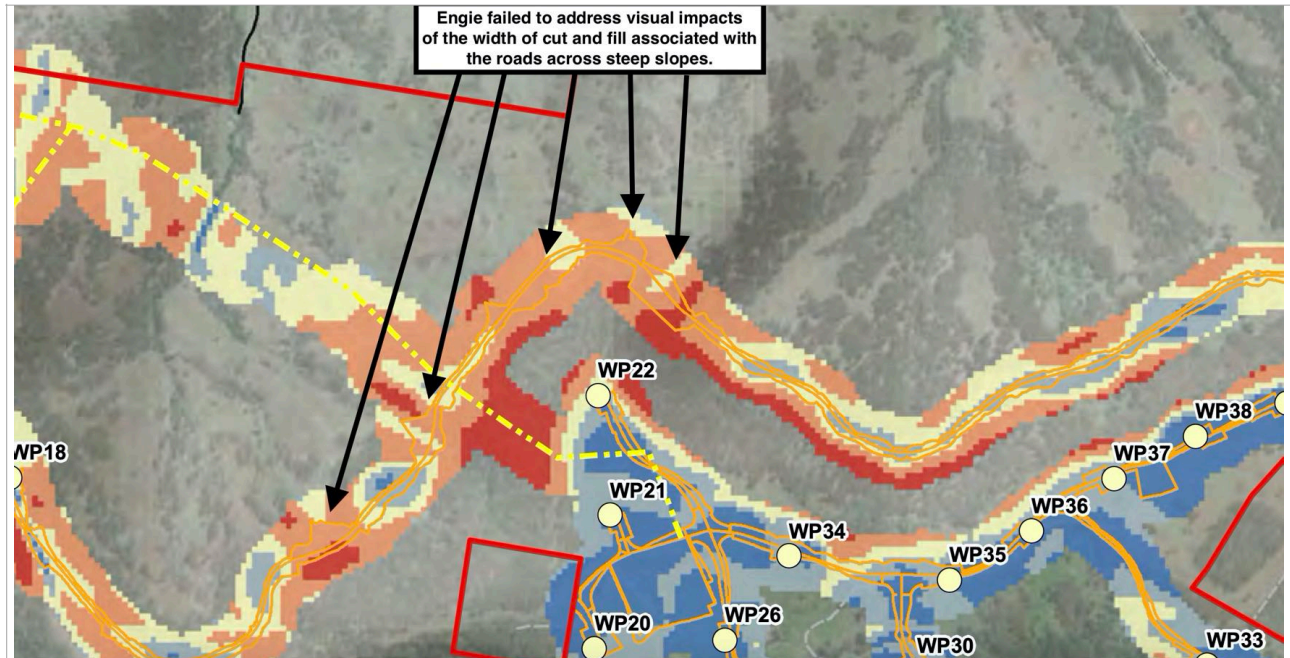 Engie failed to address visual impacts
of the width of cut and fill associated with
the roads across steep slopes.
WP22
WP38
WP18
WP37
WP21
WP36
WP34
WP35
WP20
WP26
WP30
WP33